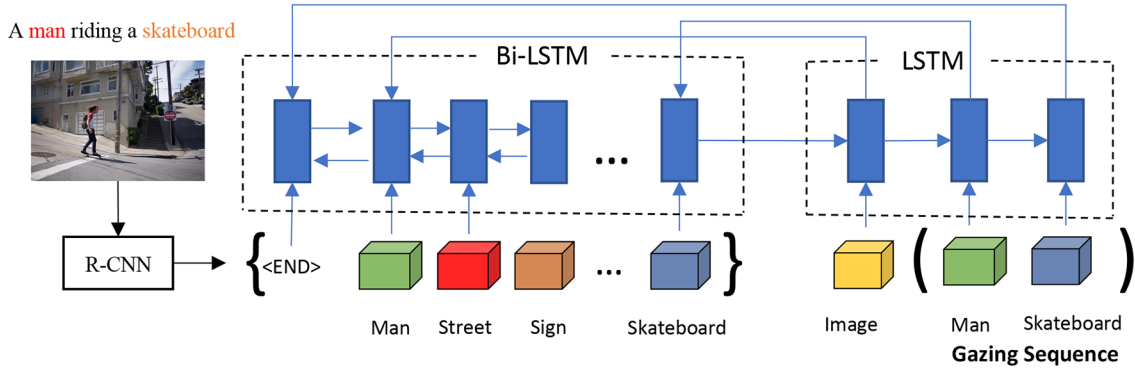 A man riding a skateboard
Bi-LSTM
LSTM
...
R-CNN
{ <END> ... }
( )
Man Street Sign Skateboard
Image Man Skateboard
Gazing Sequence